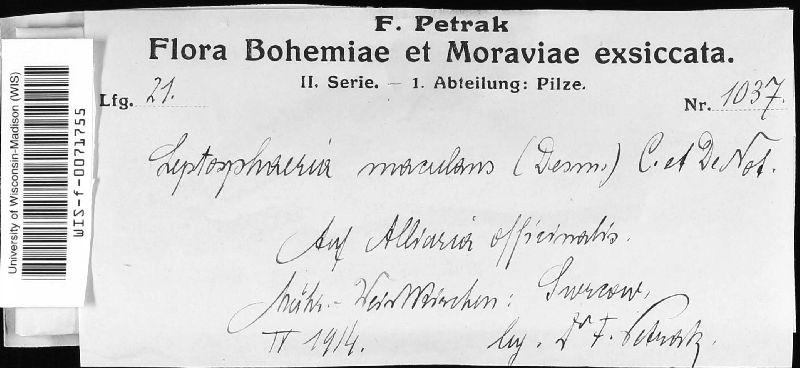 F. Petrak
Flora Bohemiae et Moraviae exsiccata.
II. Serie. — 1. Abteilung: Pilze.
Lfg. 21.
Nr. 1037.
Leptosphaeria maculans (Desm.) C. et De Not.
Auf Alliaria officinalis.
Mähr.-Weisskirchen:
IV 1914. leg. Dr F. Petrak.
University of Wisconsin-Madison (WIS)
WIS-f-0071755